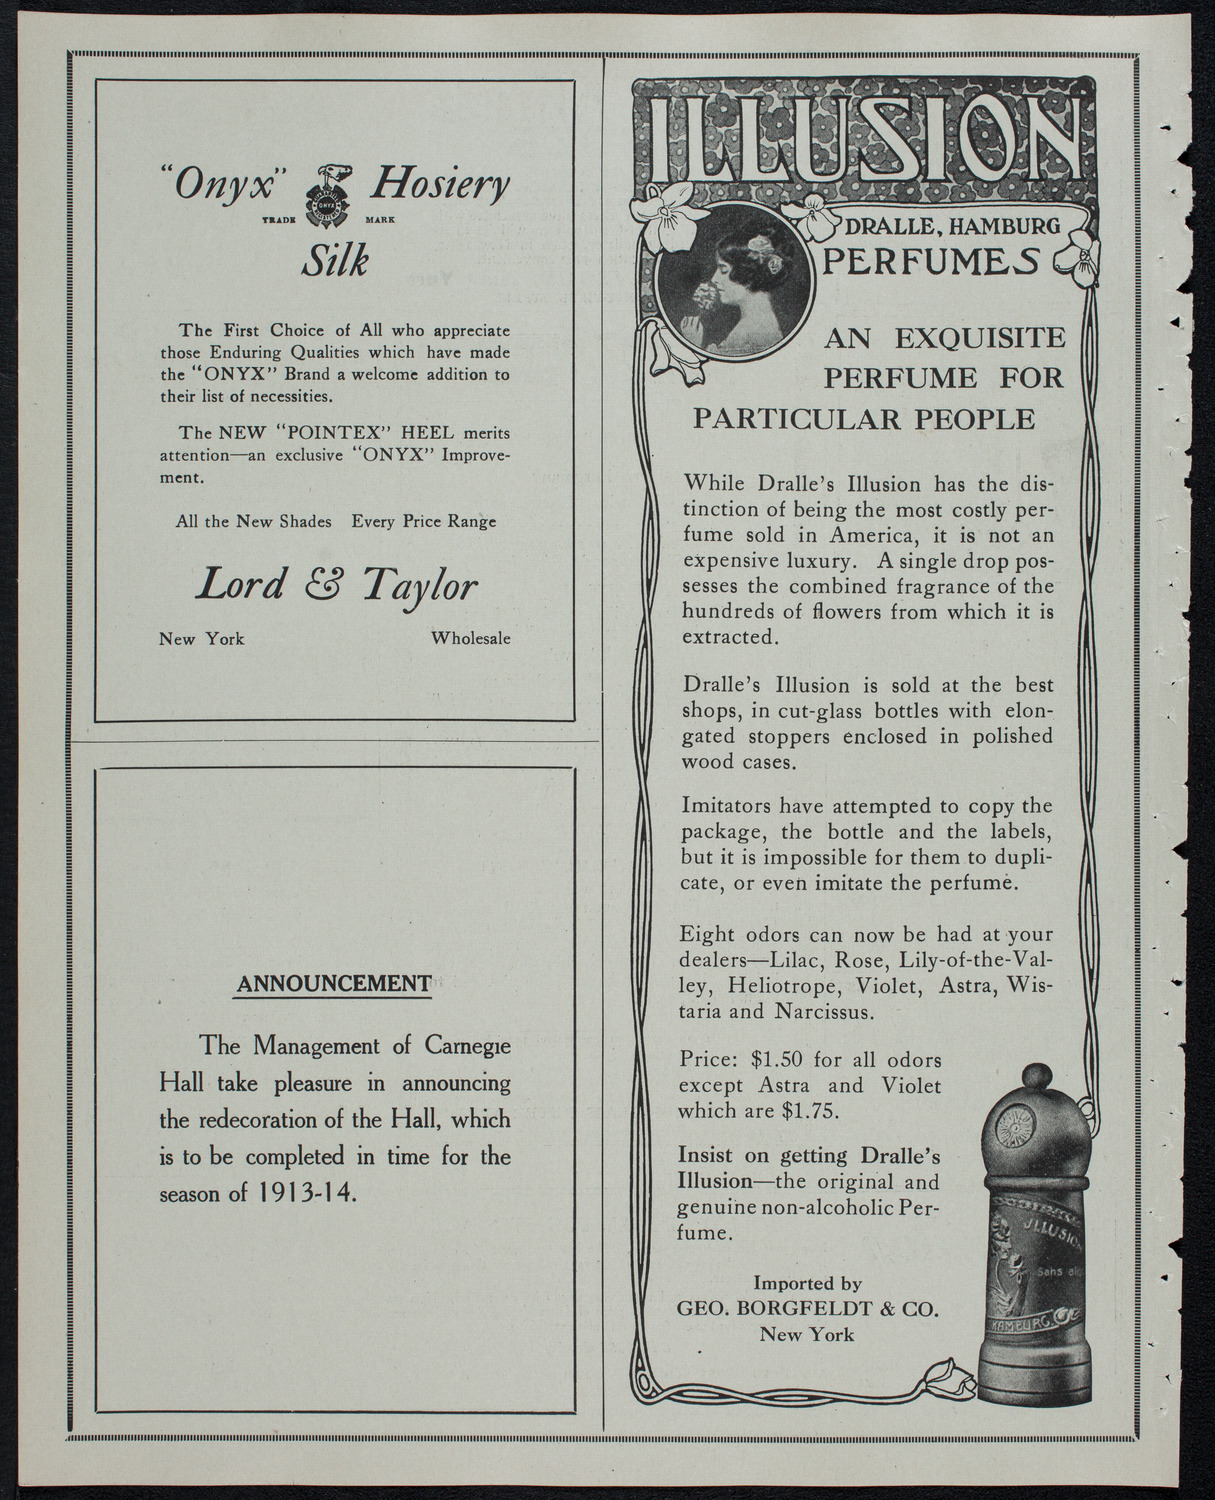 "Onyx" Hosiery
TRADE MARK
ONYX
Silk
The First Choice of All who appreciate
those Enduring Qualities which have made
the "ONYX" Brand a welcome addition to
their list of necessities.
The NEW "POINTEX" HEEL merits
attention—an exclusive "ONYX" Improve-
ment.
All the New Shades Every Price Range
Lord & Taylor
New York Wholesale
ANNOUNCEMENT
The Management of Carnegie
Hall take pleasure in announcing
the redecoration of the Hall, which
is to be completed in time for the
season of 1913-14.
ILLUSION
DRALLE, HAMBURG
PERFUMES
AN EXQUISITE
PERFUME FOR
PARTICULAR PEOPLE
While Dralle's Illusion has the dis-
tinction of being the most costly per-
fume sold in America, it is not an
expensive luxury. A single drop pos-
sesses the combined fragrance of the
hundreds of flowers from which it is
extracted.
Dralle's Illusion is sold at the best
shops, in cut-glass bottles with elon-
gated stoppers enclosed in polished
wood cases.
Imitators have attempted to copy the
package, the bottle and the labels,
but it is impossible for them to dupli-
cate, or even imitate the perfume.
Eight odors can now be had at your
dealers—Lilac, Rose, Lily-of-the-Val-
ley, Heliotrope, Violet, Astra, Wis-
taria and Narcissus.
Price: $1.50 for all odors
except Astra and Violet
which are $1.75.
Insist on getting Dralle's
Illusion—the original and
genuine non-alcoholic Per-
fume.
Imported by
GEO. BORGFELDT & CO.
New York
ILLUSION
Sans
HAMBURG